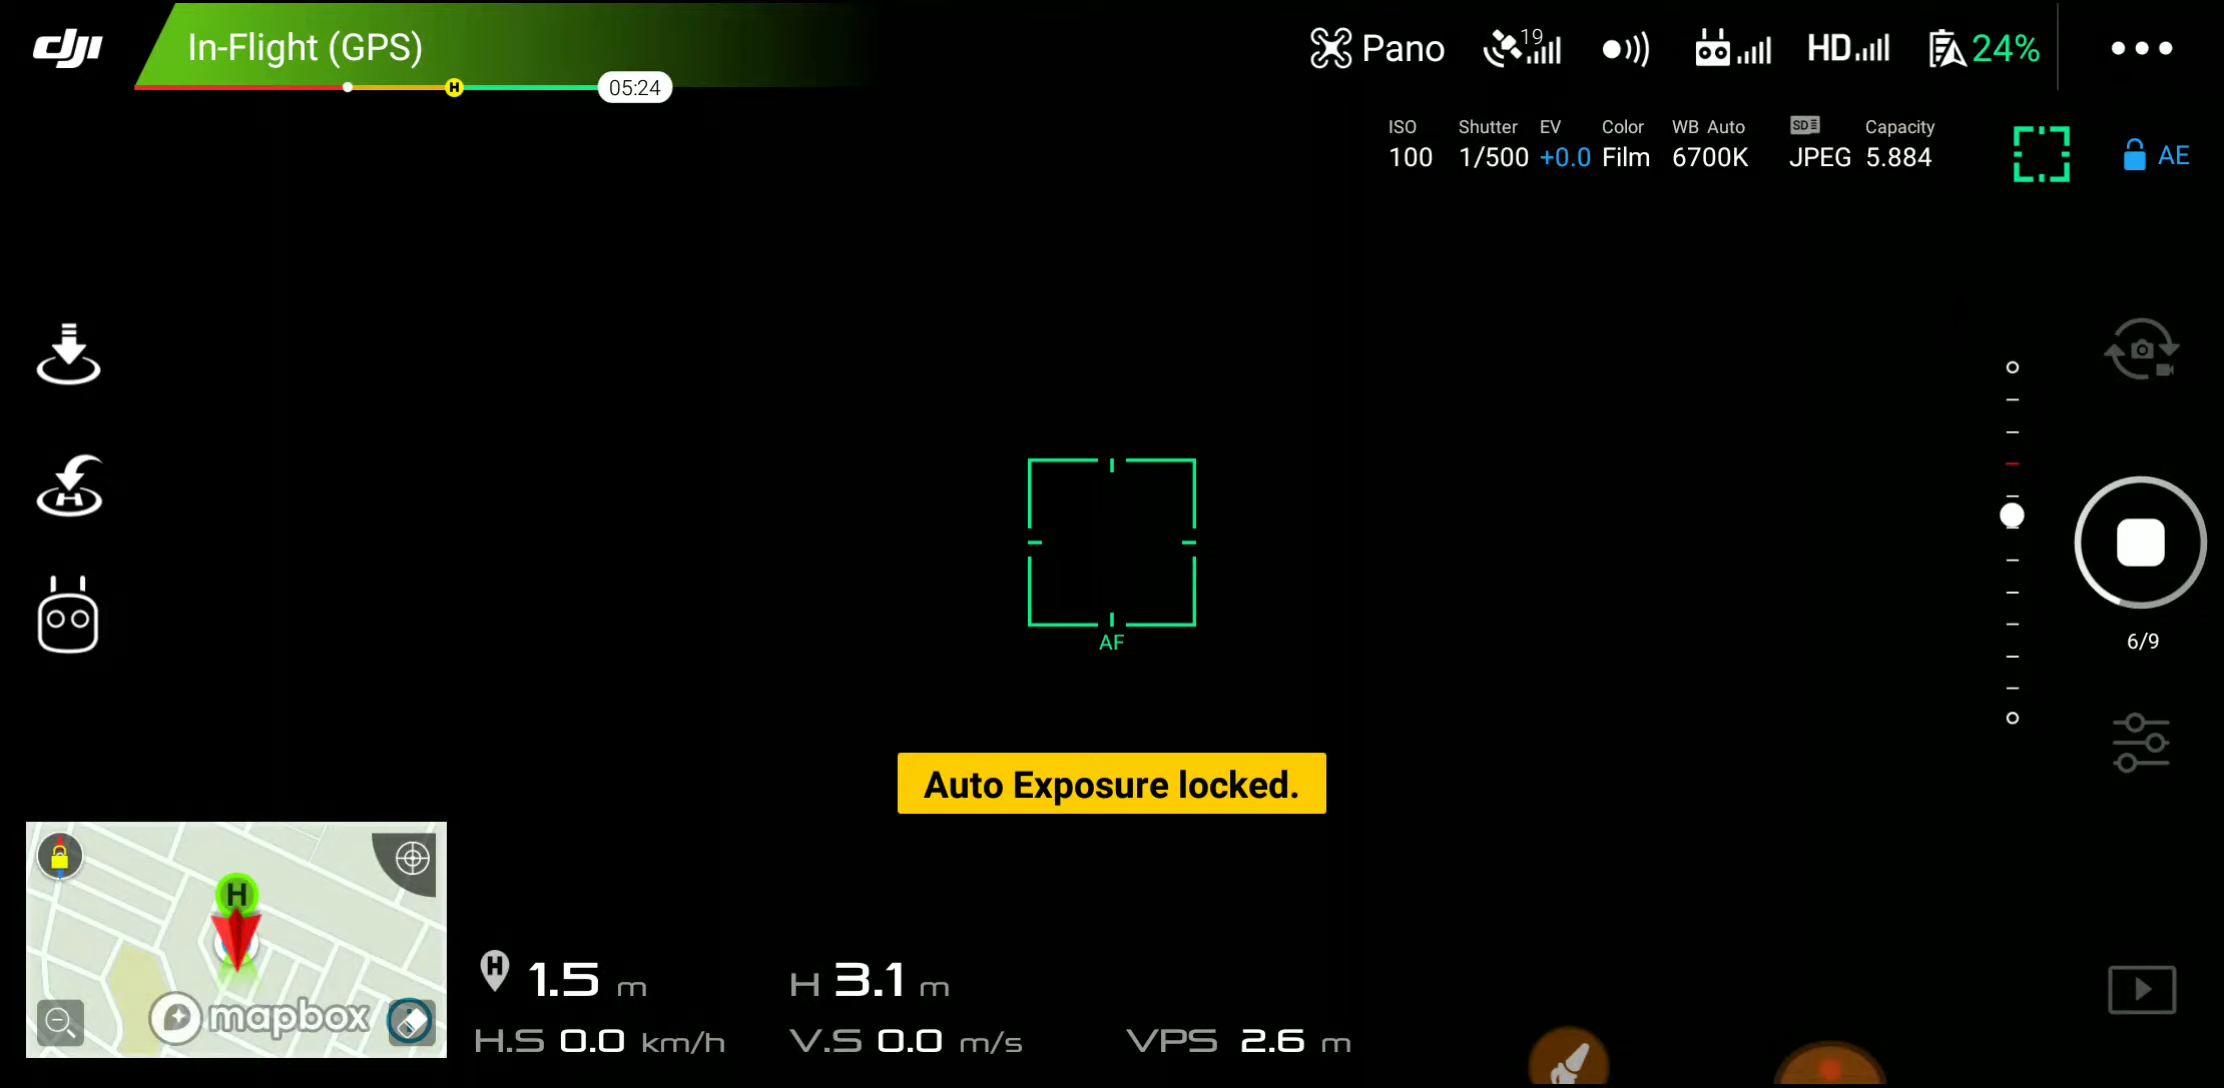 dji In-Flight (GPS) Pano 19 HD 24%
H 05:24
ISO Shutter EV Color WB Auto SD Capacity
100 1/500 +0.0 Film 6700K JPEG 5.884 AE
H
AF
6/9
Auto Exposure locked.
H
mapbox
H 1.5 m H 3.1 m
H.S 0.0 km/h V.S 0.0 m/s VPS 2.6 m